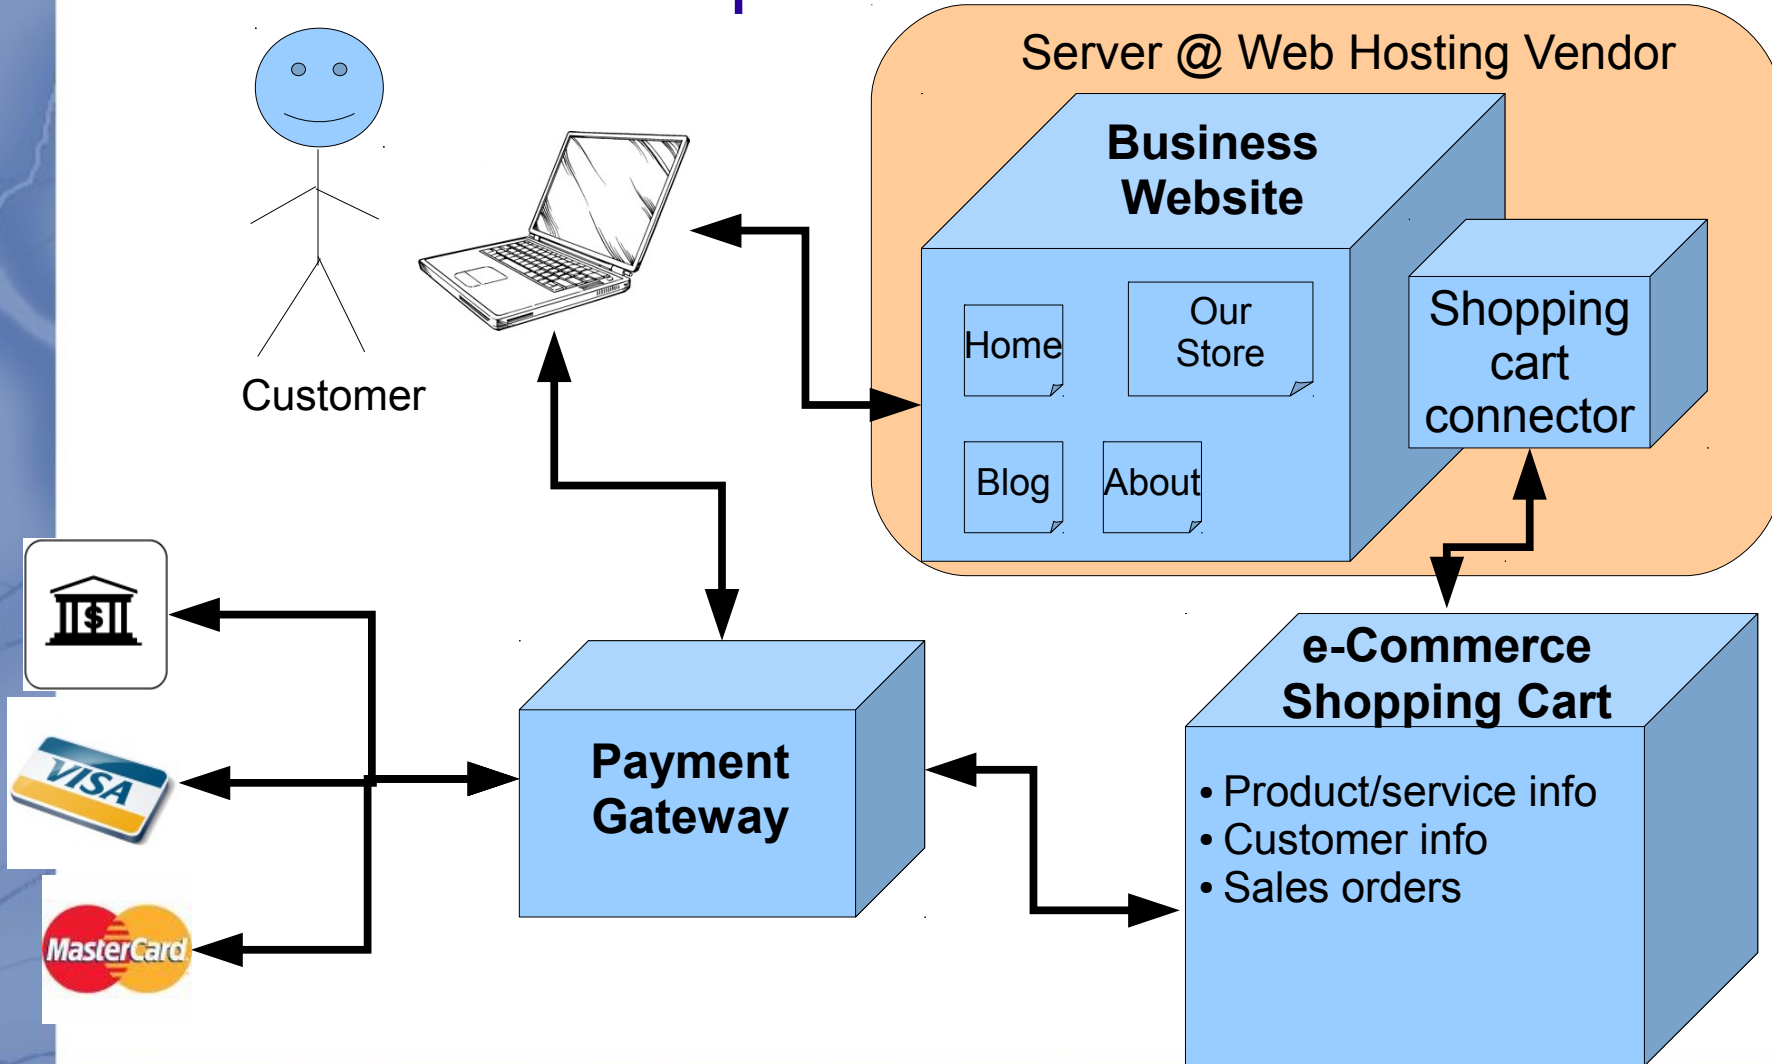 Server @ Web Hosting Vendor
Business
Website
Home
Our
Store
Blog
About
Shopping
cart
connector
Customer
$
VISA
MasterCard
Payment
Gateway
e-Commerce
Shopping Cart
• Product/service info
• Customer info
• Sales orders